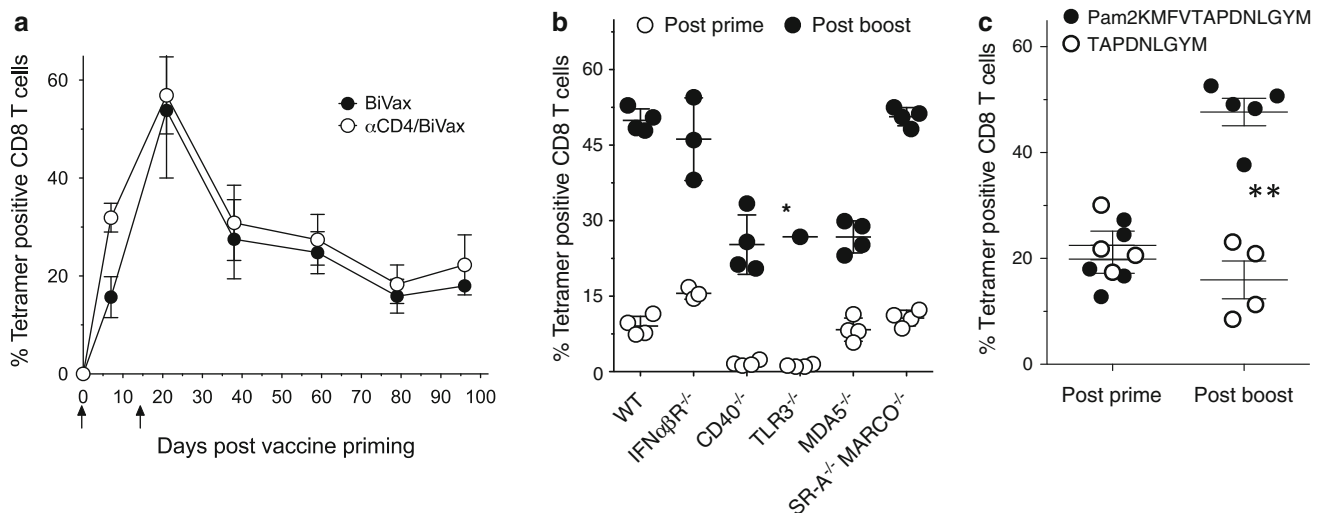 a
% Tetramer positive CD8 T cells
60
40
20
0
BiVax
αCD4/BiVax
0 10 20 30 40 50 60 70 80 90 100
Days post vaccine priming
b
Post prime Post boost
% Tetramer positive CD8 T cells
60
45
30
15
0
*
WT
IFNαβR-/-
CD40-/-
TLR3-/-
MDA5-/-
SR-A-/- MARCO-/-
c
Pam2KMFVTAPDNLGYM
TAPDNLGYM
% Tetramer positive CD8 T cells
60
40
20
0
**
Post prime Post boost